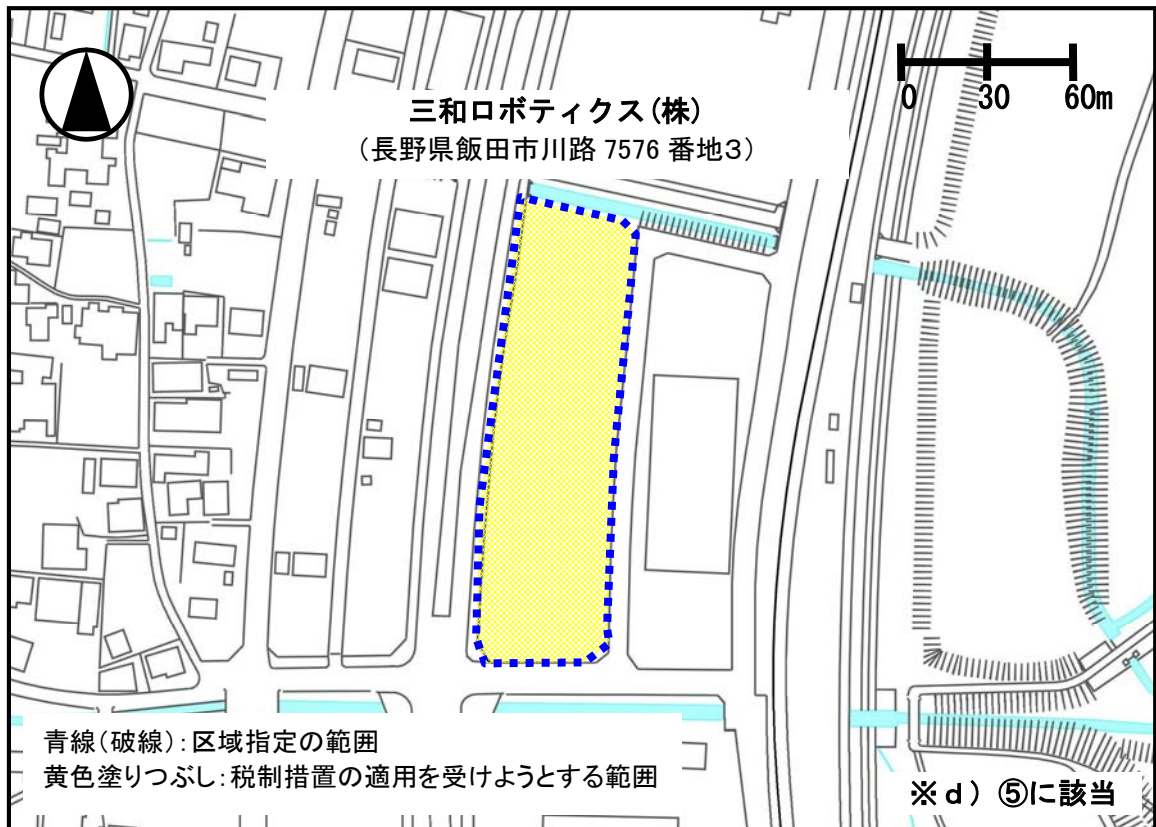 三和ロボティクス(株)
（長野県飯田市川路 7576 番地３）
0 30 60m
青線（破線）：区域指定の範囲
黄色塗りつぶし：税制措置の適用を受けようとする範囲
※ｄ）⑤に該当